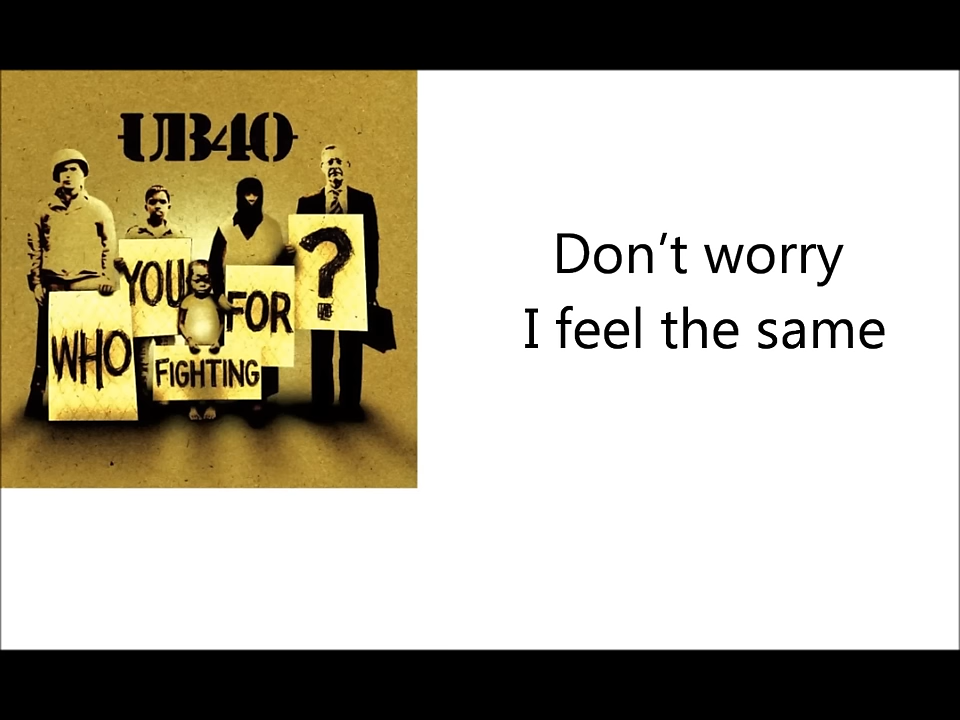 UB40
WHO
YOU
FIGHTING
FOR
?
Don't worry
I feel the same